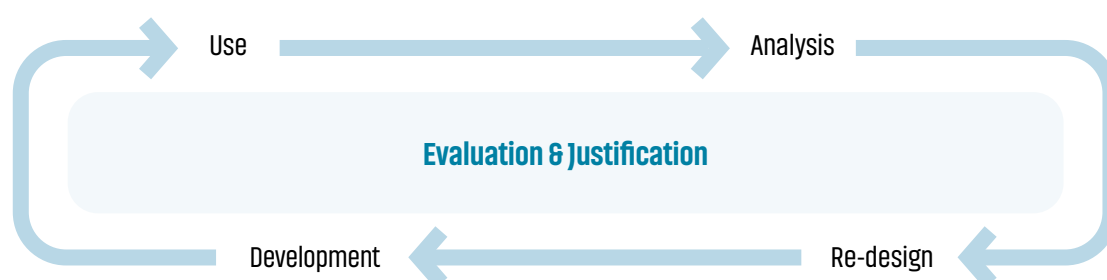 Use
Analysis
Evaluation & Justification
Development
Re-design